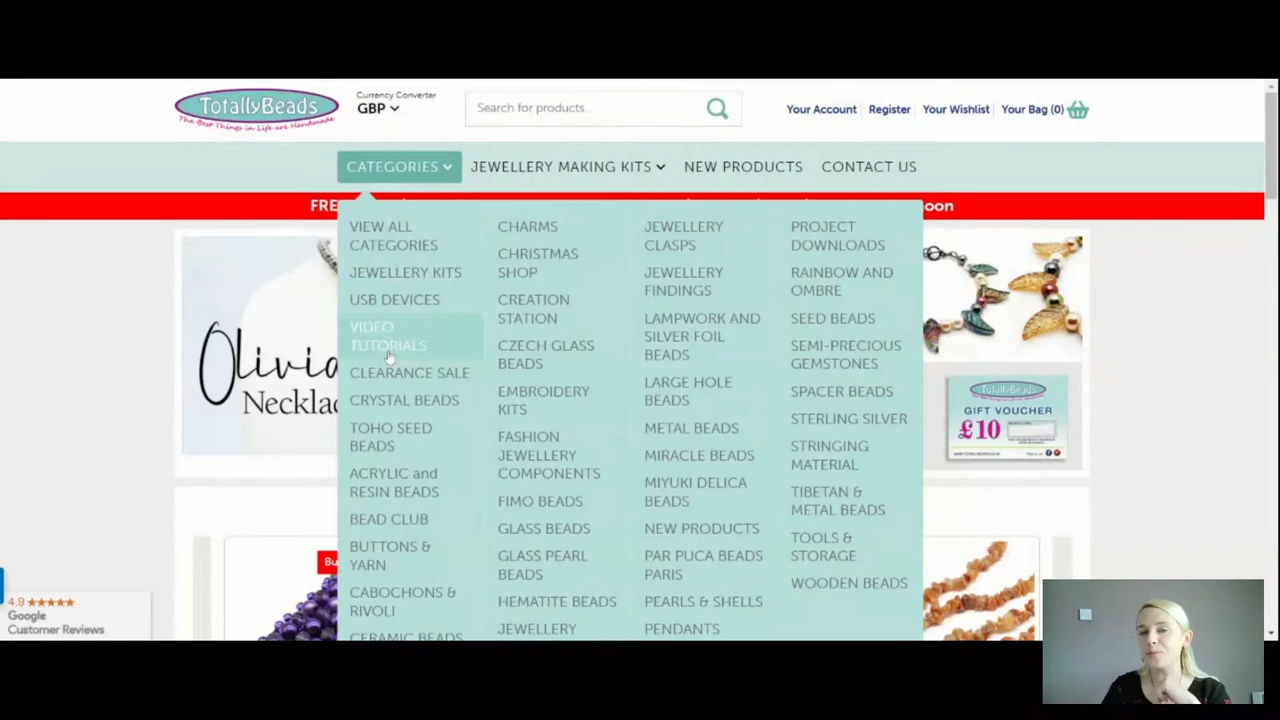 TotallyBeads
The Best Things in Life are Handmade
Currency Converter
GBP
Search for products...
Your Account
Register
Your Wishlist
Your Bag (0)
CATEGORIES
JEWELLERY MAKING KITS
NEW PRODUCTS
CONTACT US
FRE
oon
VIEW ALL
CATEGORIES
JEWELLERY KITS
USB DEVICES
VIDEO
TUTORIALS
CLEARANCE SALE
CRYSTAL BEADS
TOHO SEED
BEADS
ACRYLIC and
RESIN BEADS
BEAD CLUB
BUTTONS &
YARN
CABOCHONS &
RIVOLI
CERAMIC BEADS
CHARMS
CHRISTMAS
SHOP
CREATION
STATION
CZECH GLASS
BEADS
EMBROIDERY
KITS
FASHION
JEWELLERY
COMPONENTS
FIMO BEADS
GLASS BEADS
GLASS PEARL
BEADS
HEMATITE BEADS
JEWELLERY
JEWELLERY
CLASPS
JEWELLERY
FINDINGS
LAMPWORK AND
SILVER FOIL
BEADS
LARGE HOLE
BEADS
METAL BEADS
MIRACLE BEADS
MIYUKI DELICA
BEADS
NEW PRODUCTS
PAR PUCA BEADS
PARIS
PEARLS & SHELLS
PENDANTS
PROJECT
DOWNLOADS
RAINBOW AND
OMBRE
SEED BEADS
SEMI-PRECIOUS
GEMSTONES
SPACER BEADS
STERLING SILVER
STRINGING
MATERIAL
TIBETAN &
METAL BEADS
TOOLS &
STORAGE
WOODEN BEADS
Olivia
Necklac
TotallyBeads
GIFT VOUCHER
£10
Bu
4.9 ★★★★★
Google
Customer Reviews